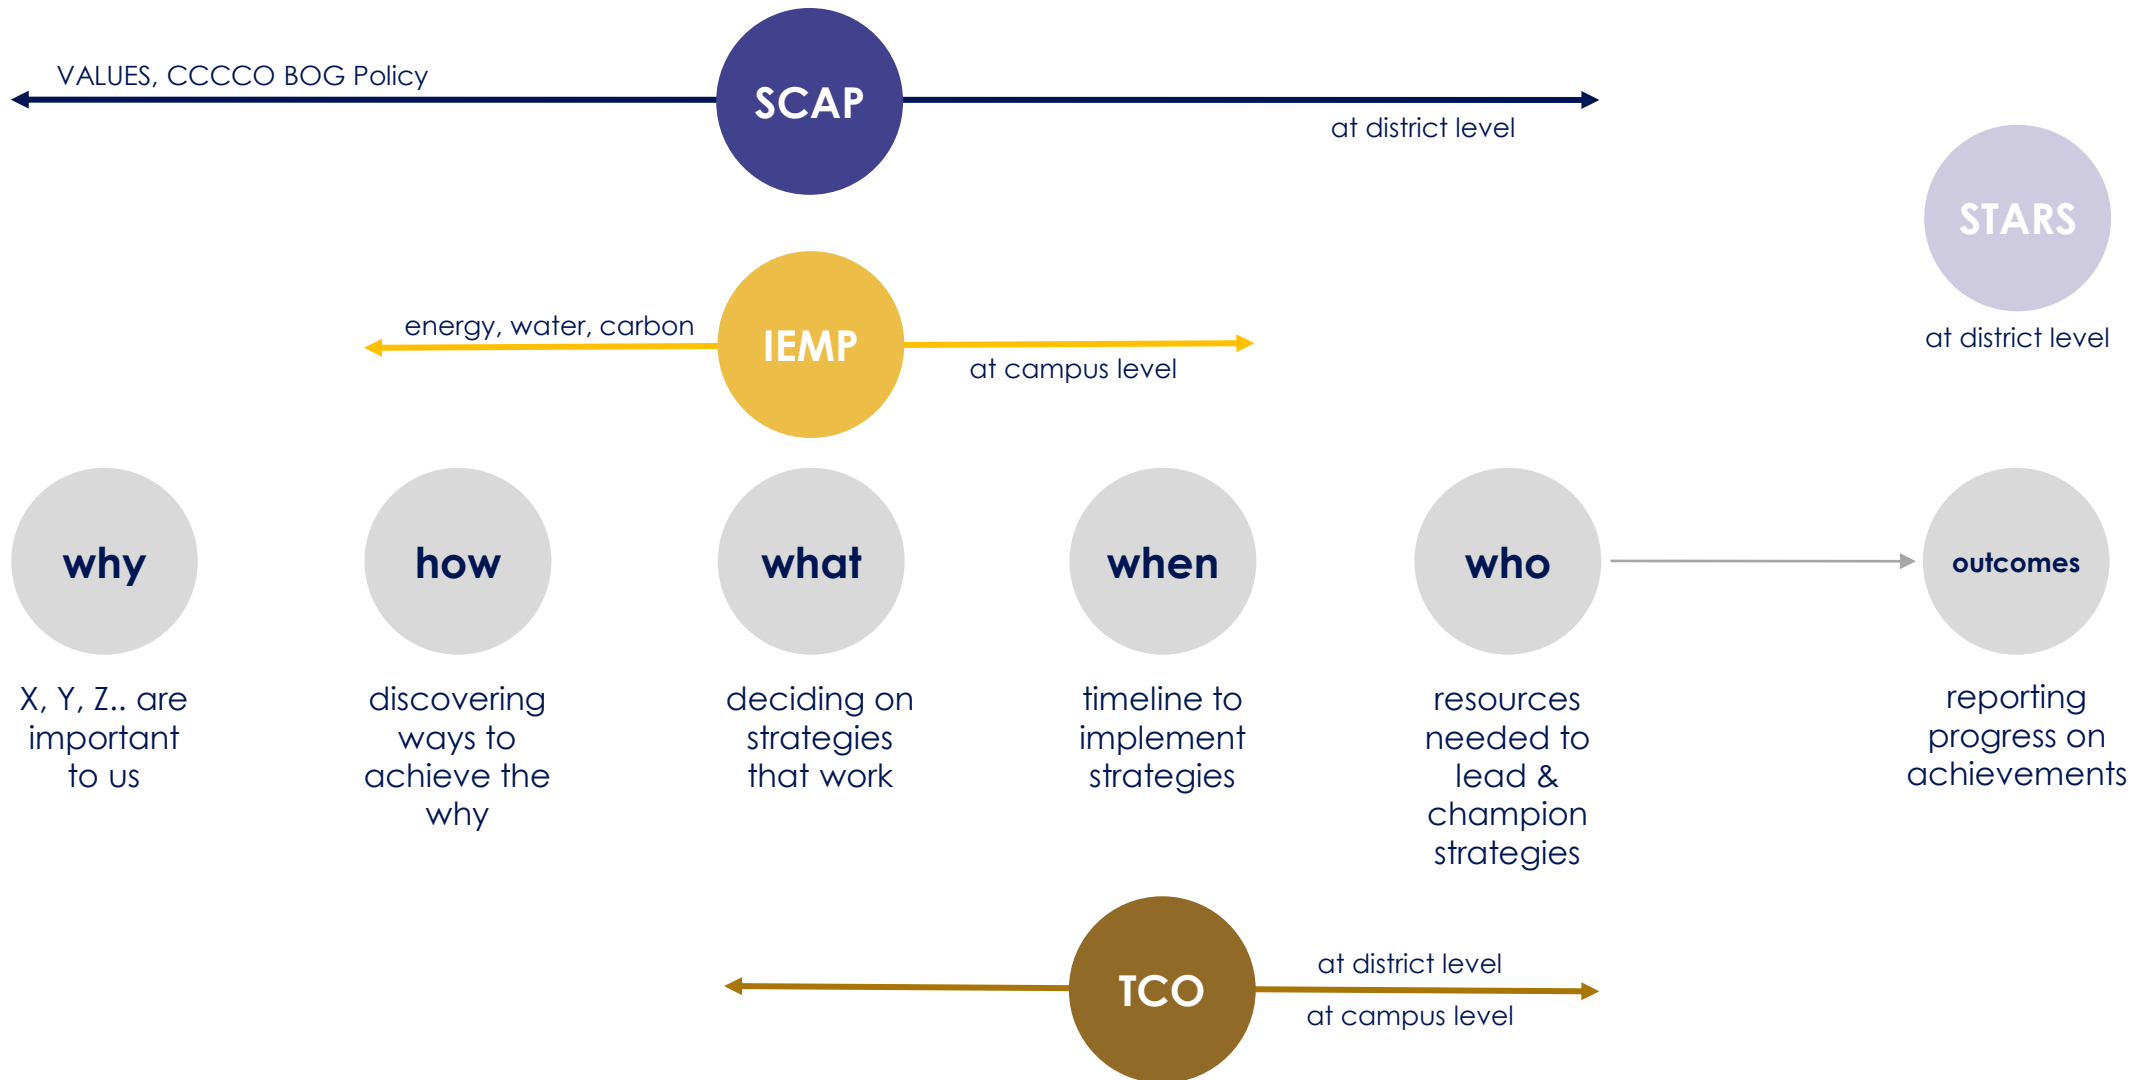 VALUES, CCCCO BOG Policy
SCAP
at district level
STARS
at district level
energy, water, carbon
IEMP
at campus level
why
how
what
when
who
outcomes
X, Y, Z.. are
important
to us
discovering
ways to
achieve the
why
deciding on
strategies
that work
timeline to
implement
strategies
resources
needed to
lead &
champion
strategies
reporting
progress on
achievements
TCO
at district level
at campus level